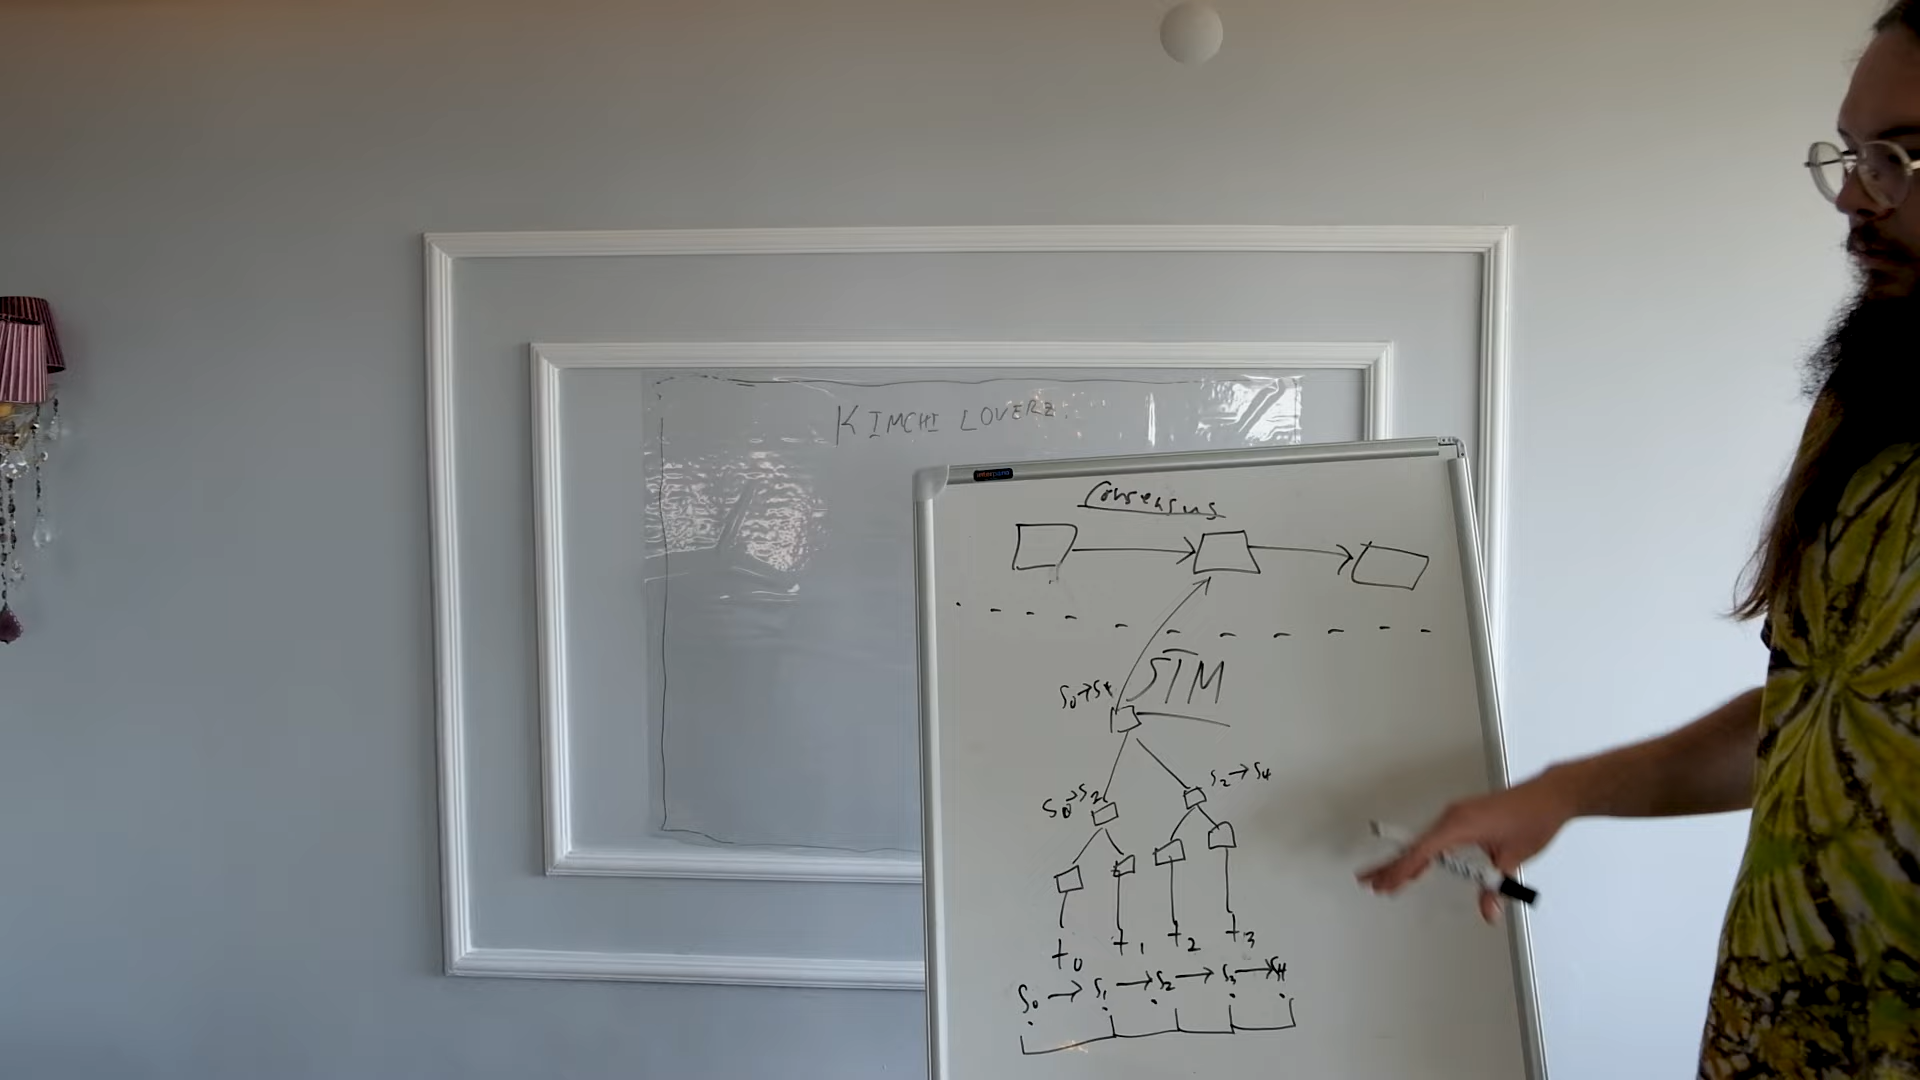 KIMCHI LOVERZ.
Consensus
STM
S0→S4
S0→S2
S2→S4
t0 t1 t2 t3
S0 → S1 → S2 → S3 → S4